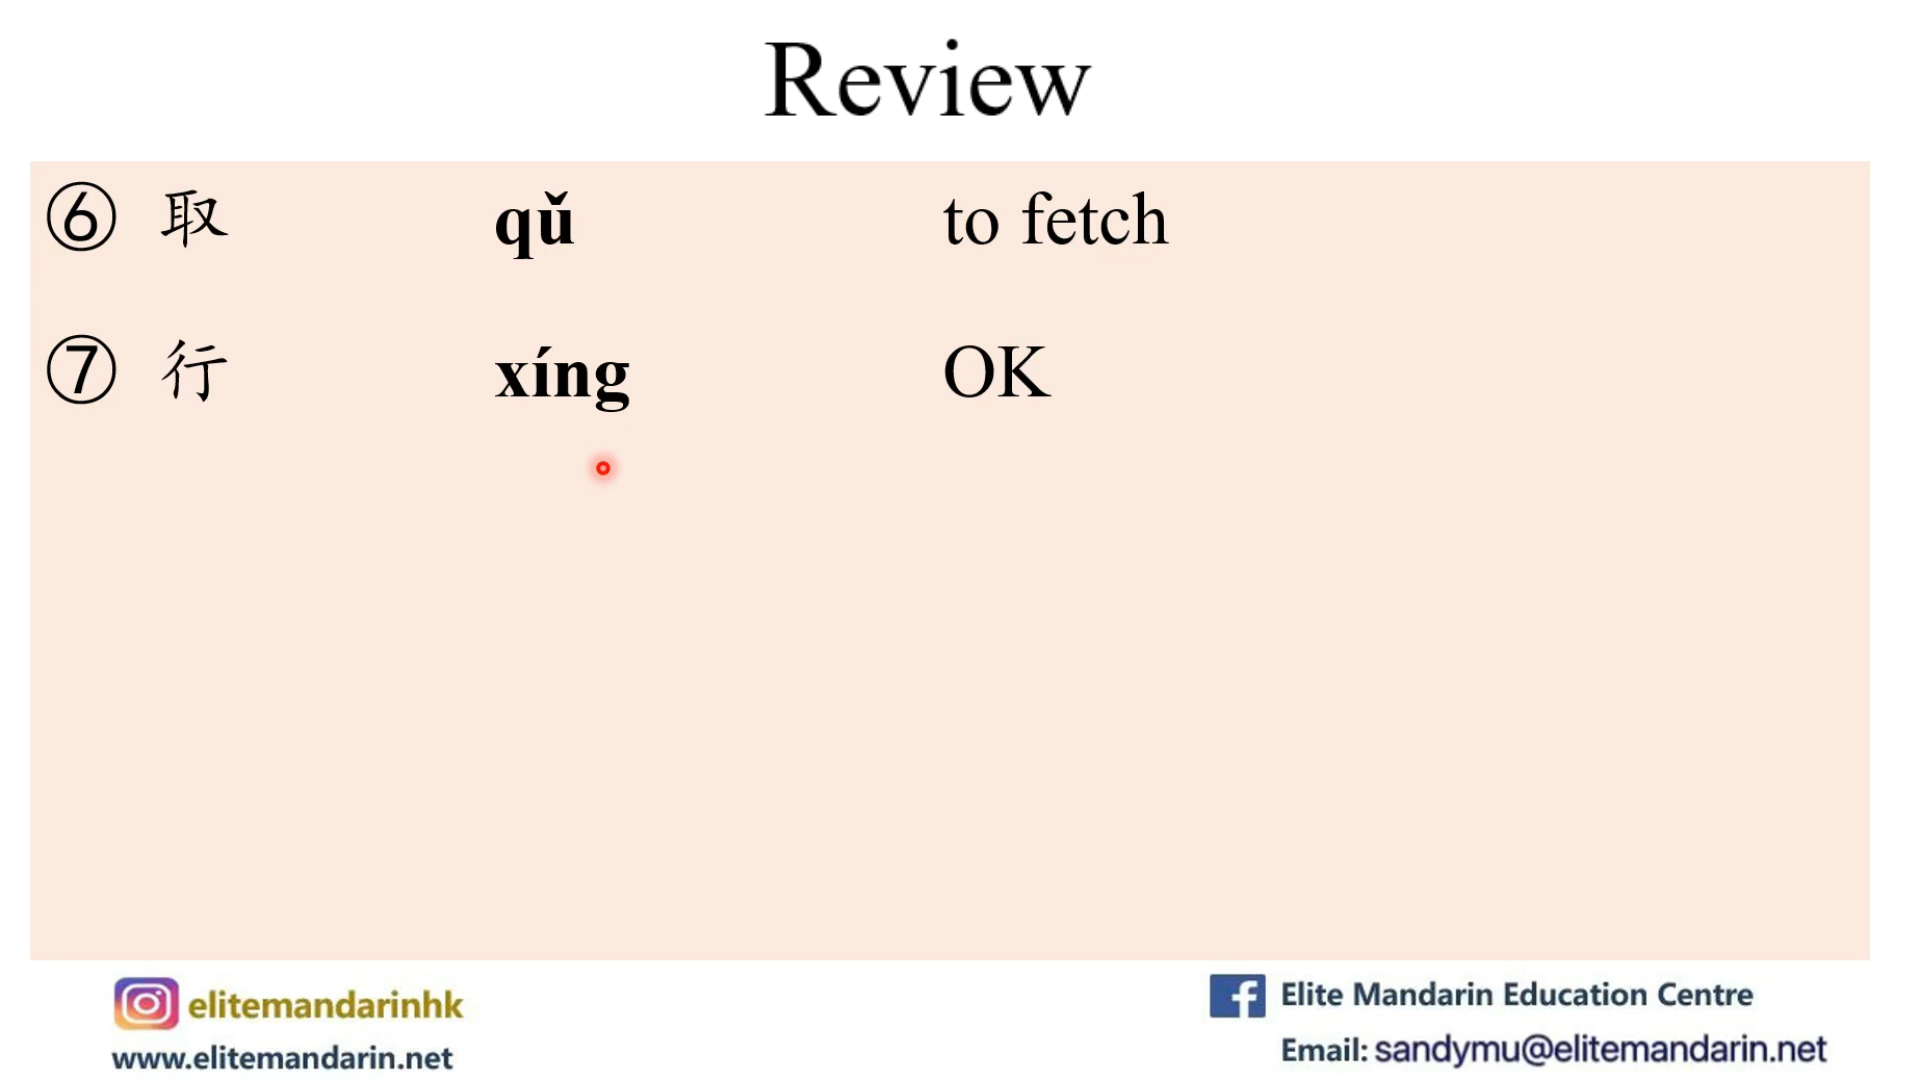 Review
⑥ 取 qǔ to fetch
⑦ 行 xíng OK
elitemandarinhk
www.elitemandarin.net
Elite Mandarin Education Centre
Email: sandymu@elitemandarin.net